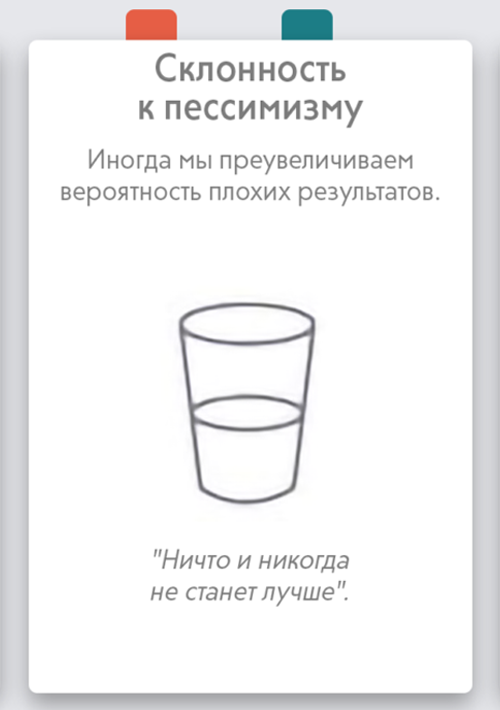 Склонность
к пессимизму
Иногда мы преувеличиваем
вероятность плохих результатов.
"Ничто и никогда
не станет лучше".